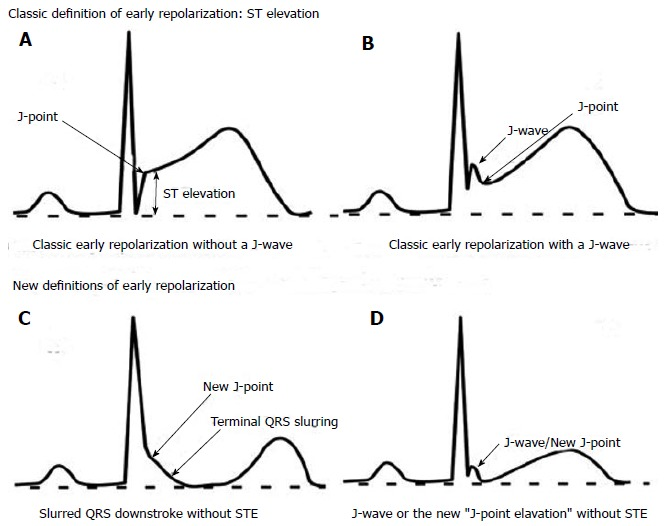 Classic definition of early repolarization: ST elevation
A
J-point
ST elevation
Classic early repolarization without a J-wave
B
J-point
J-wave
Classic early repolarization with a J-wave
New definitions of early repolarization
C
New J-point
Terminal QRS slurring
Slurred QRS downstroke without STE
D
J-wave/New J-point
J-wave or the new "J-point elavation" without STE